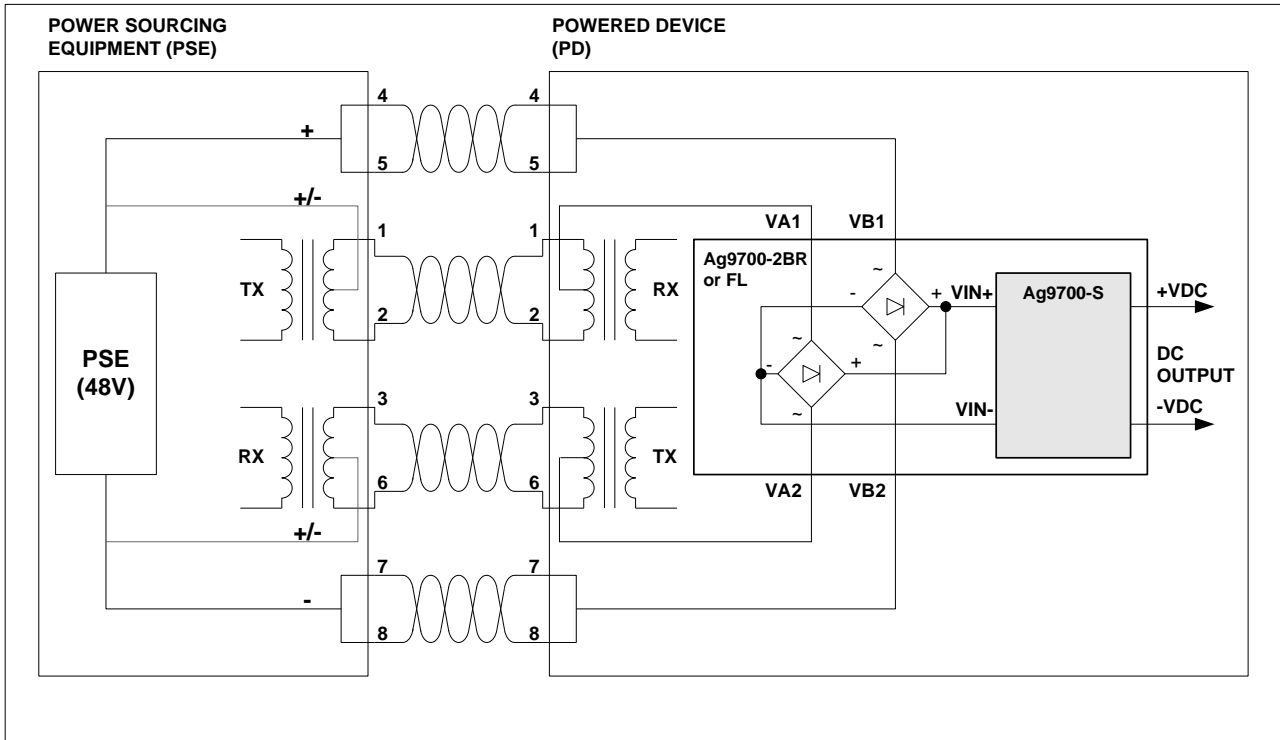 POWER SOURCING
EQUIPMENT (PSE)
POWERED DEVICE
(PD)
4
4
+
5
5
+/-
1
1
VA1
VB1
TX
RX
Ag9700-2BR
or FL
~
-
+
VIN+
Ag9700-S
+VDC
2
2
~
~
PSE
(48V)
-
+
DC
OUTPUT
3
3
~
VIN-
-VDC
RX
TX
6
6
VA2
VB2
+/-
7
7
-
8
8